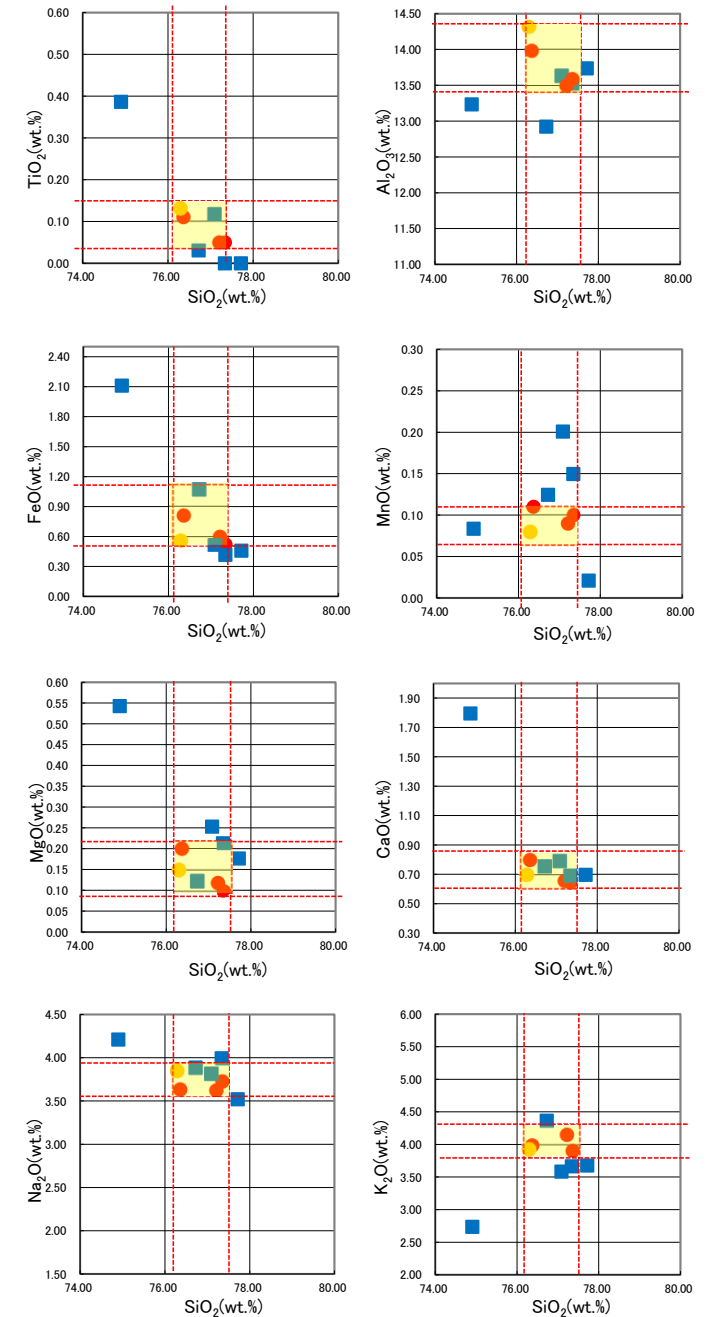 0.60
0.50
0.40
0.30
0.20
0.10
0.00
74.00 76.00 78.00 80.00
TiO2(wt.%)
SiO2(wt.%)
14.50
14.00
13.50
13.00
12.50
12.00
11.50
11.00
74.00 76.00 78.00 80.00
Al2O3(wt.%)
SiO2(wt.%)
2.40
2.10
1.80
1.50
1.20
0.90
0.60
0.30
0.00
74.00 76.00 78.00 80.00
FeO(wt.%)
SiO2(wt.%)
0.30
0.25
0.20
0.15
0.10
0.05
0.00
74.00 76.00 78.00 80.00
MnO(wt.%)
SiO2(wt.%)
0.60
0.55
0.50
0.45
0.40
0.35
0.30
0.25
0.20
0.15
0.10
0.05
0.00
74.00 76.00 78.00 80.00
MgO(wt.%)
SiO2(wt.%)
1.90
1.70
1.50
1.30
1.10
0.90
0.70
0.50
0.30
74.00 76.00 78.00 80.00
CaO(wt.%)
SiO2(wt.%)
4.50
4.00
3.50
3.00
2.50
2.00
1.50
74.00 76.00 78.00 80.00
Na2O(wt.%)
SiO2(wt.%)
6.00
5.50
5.00
4.50
4.00
3.50
3.00
2.50
2.00
74.00 76.00 78.00 80.00
K2O(wt.%)
SiO2(wt.%)